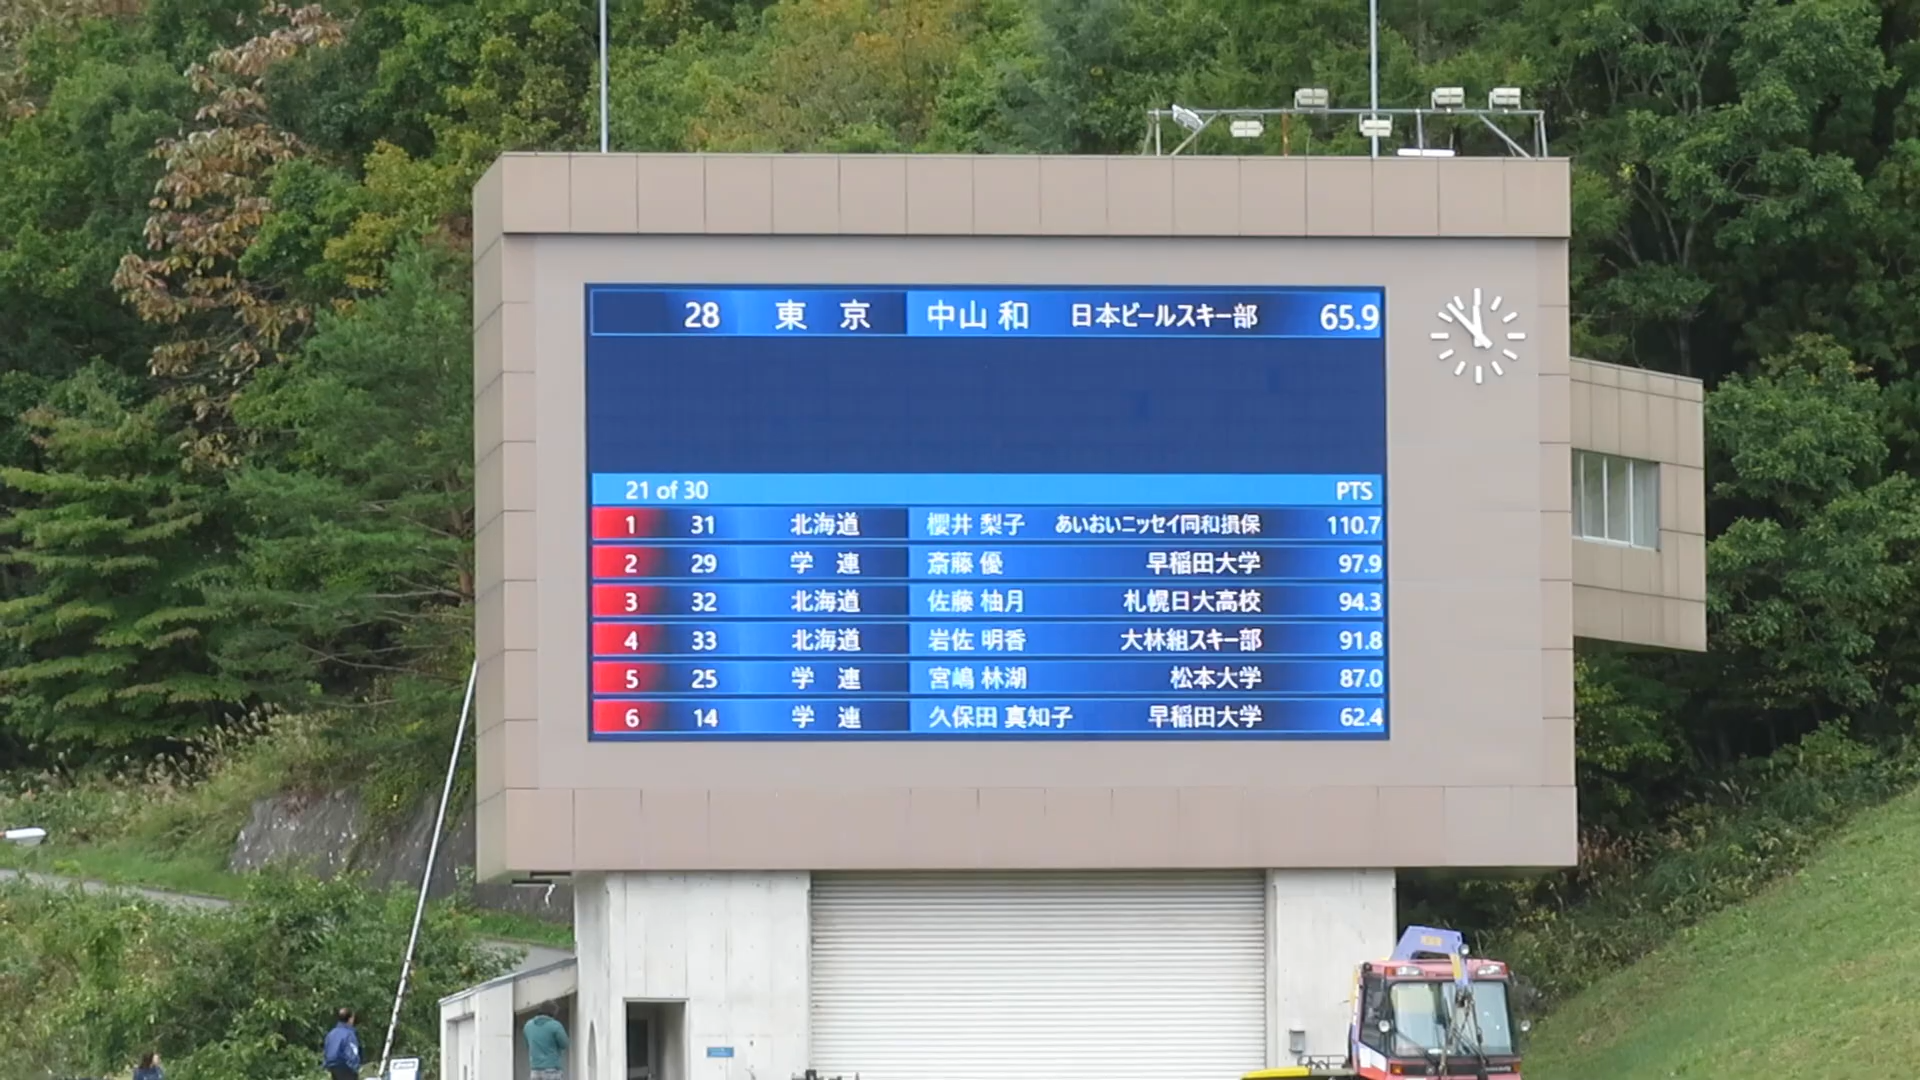 28 東 京 中山 和 日本ビールスキー部 65.9
21 of 30 PTS
1 31 北海道 櫻井 梨子 あいおいニッセイ同和損保 110.7
2 29 学 連 斎藤 優 早稲田大学 97.9
3 32 北海道 佐藤 柚月 札幌日大高校 94.3
4 33 北海道 岩佐 明香 大林組スキー部 91.8
5 25 学 連 宮嶋 林湖 松本大学 87.0
6 14 学 連 久保田 真知子 早稲田大学 62.4